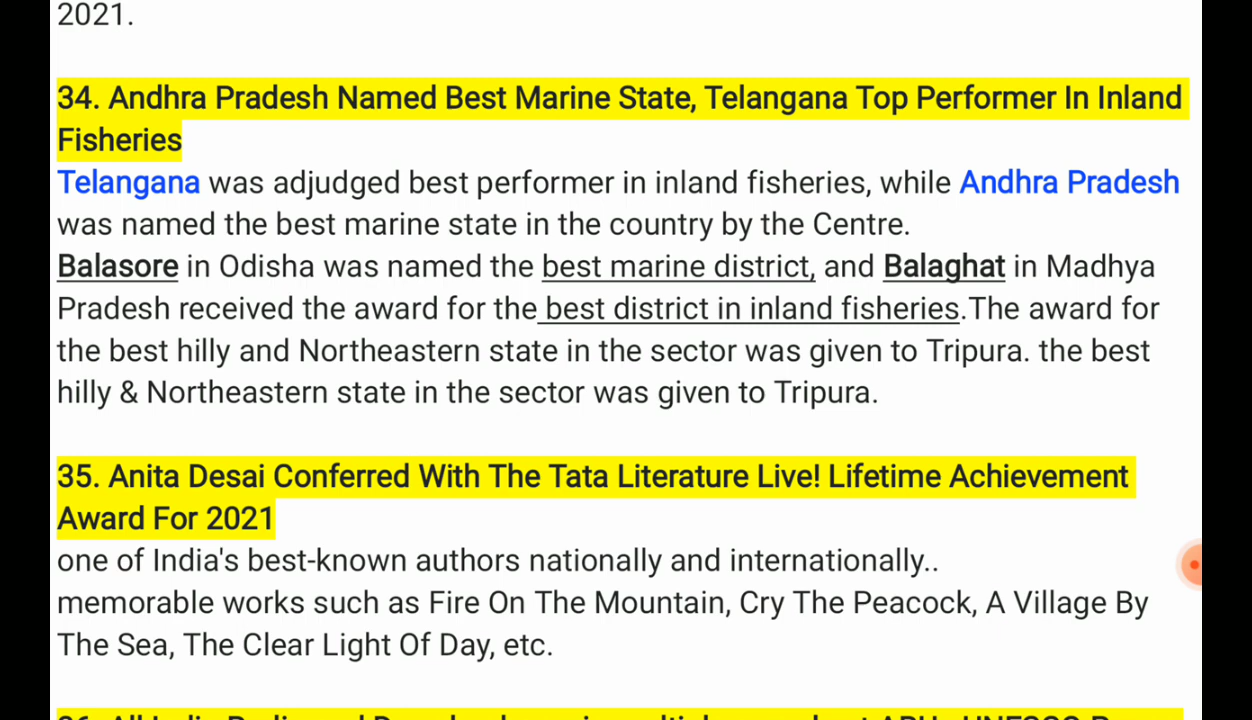 2021.
34. Andhra Pradesh Named Best Marine State, Telangana Top Performer In Inland
Fisheries
Telangana was adjudged best performer in inland fisheries, while Andhra Pradesh
was named the best marine state in the country by the Centre.
Balasore in Odisha was named the best marine district, and Balaghat in Madhya
Pradesh received the award for the best district in inland fisheries.The award for
the best hilly and Northeastern state in the sector was given to Tripura. the best
hilly & Northeastern state in the sector was given to Tripura.
35. Anita Desai Conferred With The Tata Literature Live! Lifetime Achievement
Award For 2021
one of India's best-known authors nationally and internationally..
memorable works such as Fire On The Mountain, Cry The Peacock, A Village By
The Sea, The Clear Light Of Day, etc.